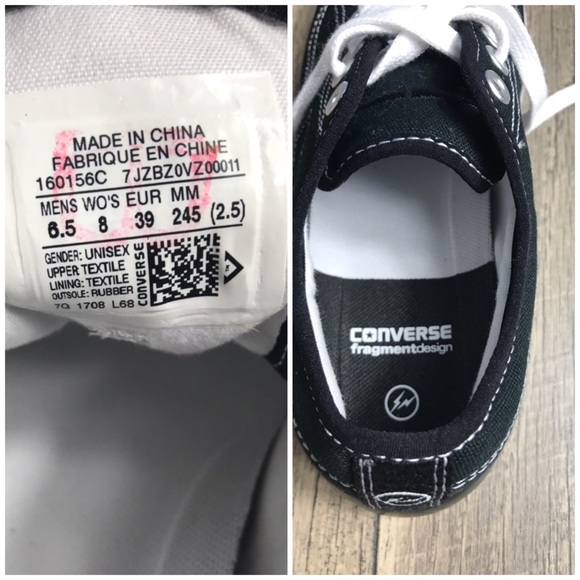 MADE IN CHINA
FABRIQUE EN CHINE
160156C 7JZBZ0VZ00011
MENS WO'S EUR MM
6.5 8 39 245 (2.5)
GENDER: UNISEX
UPPER: TEXTILE
LINING: TEXTILE
OUTSOLE: RUBBER
7Q 1708 L68
CONVERSE
CONVERSE
fragmentdesign